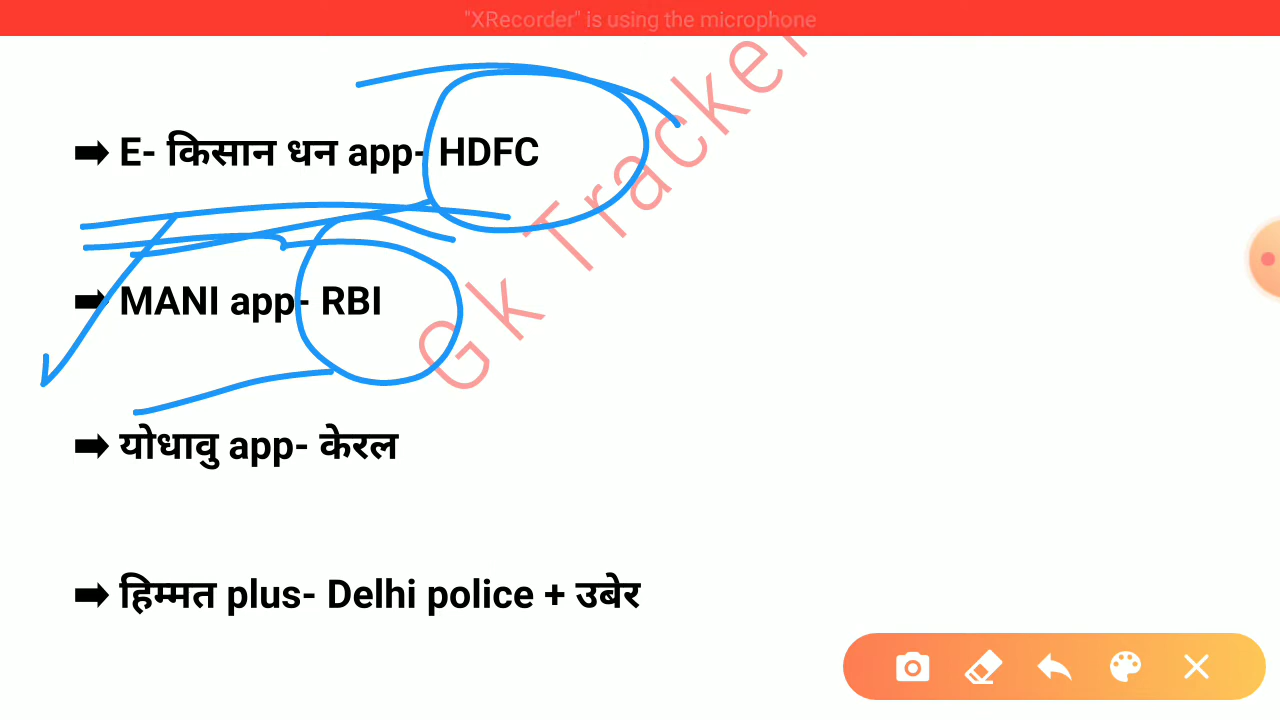 "XRecorder" is using the microphone
➡ E- किसान धन app- HDFC
➡ MANI app- RBI
➡ योधावु app- केरल
➡ हिम्मत plus- Delhi police + उबेर
Gk Tracker